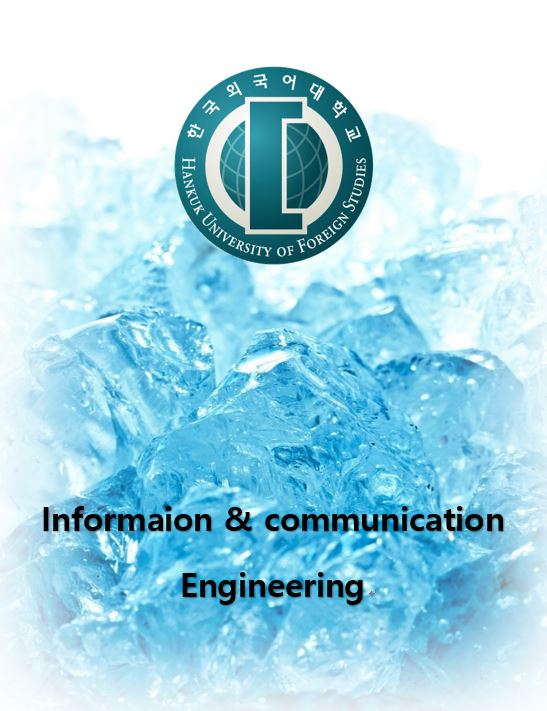 한국외국어대학교
HANKUK UNIVERSITY OF FOREIGN STUDIES
Informaion & communication
Engineering